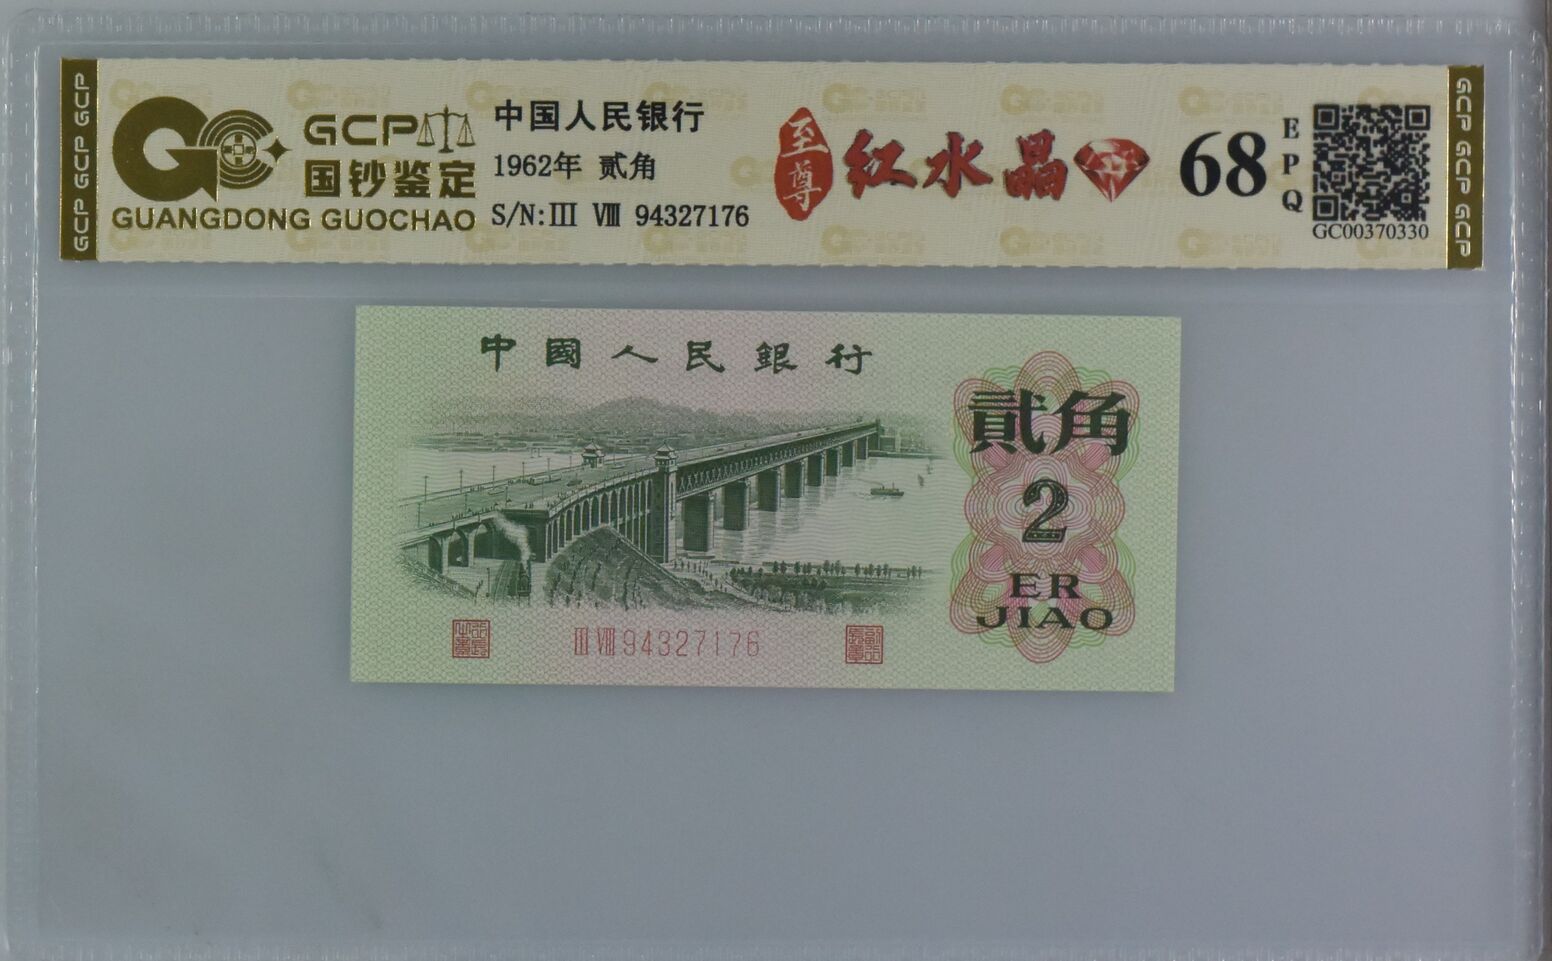 GCP GCP GCP
GCP
国钞鉴定
GUANGDONG GUOCHAO
中国人民银行
1962年 贰角
S/N:III VIII 94327176
至尊
红水晶
68
EPQ
GC00370330
GCP GCP GCP
中國人民銀行
貳角
2
ER
JIAO
III VIII 94327176